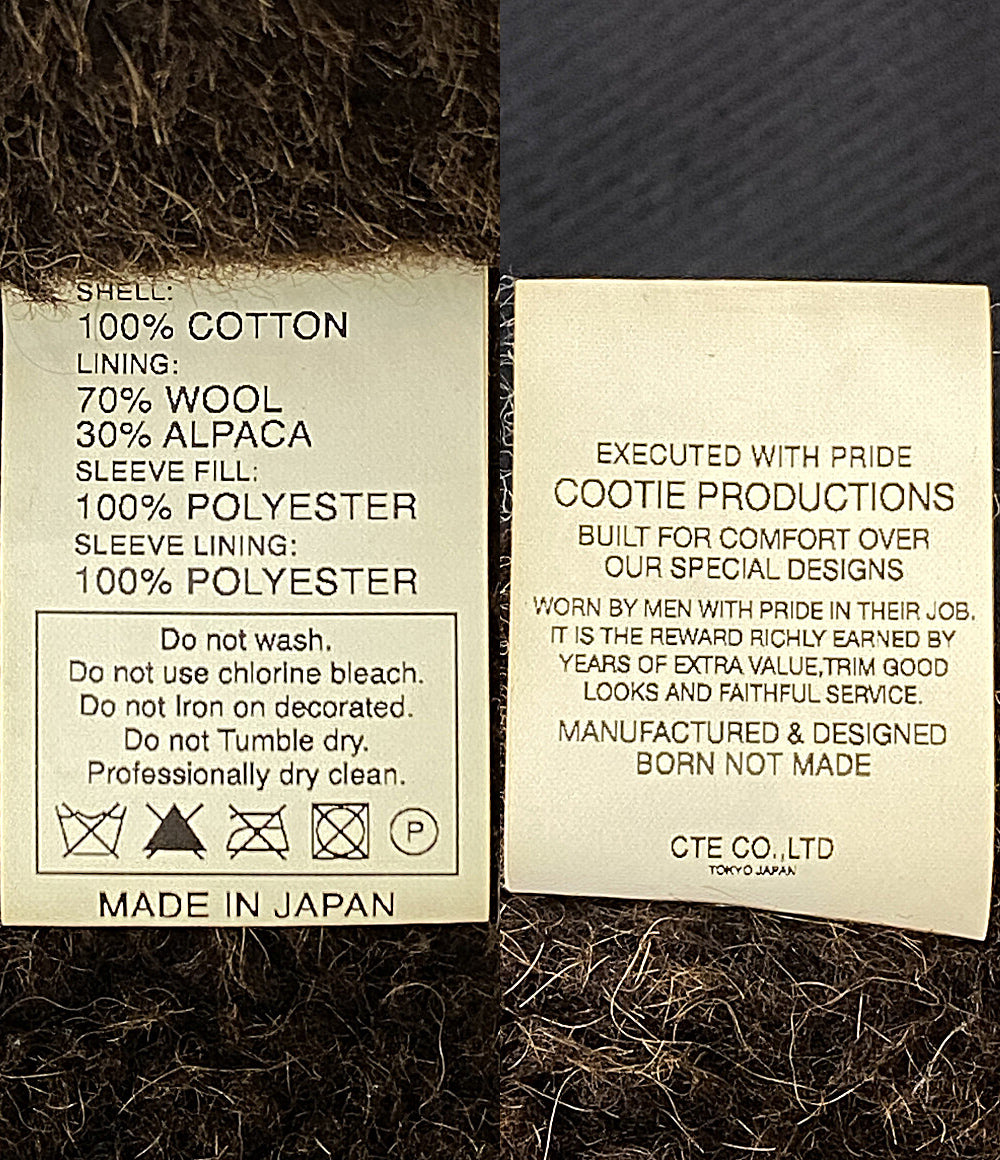 SHELL:
100% COTTON
LINING:
70% WOOL
30% ALPACA
SLEEVE FILL:
100% POLYESTER
SLEEVE LINING:
100% POLYESTER
Do not wash.
Do not use chlorine bleach.
Do not Iron on decorated.
Do not Tumble dry.
Professionally dry clean.
P
MADE IN JAPAN
EXECUTED WITH PRIDE
COOTIE PRODUCTIONS
BUILT FOR COMFORT OVER
OUR SPECIAL DESIGNS
WORN BY MEN WITH PRIDE IN THEIR JOB.
IT IS THE REWARD RICHLY EARNED BY
YEARS OF EXTRA VALUE,TRIM GOOD
LOOKS AND FAITHFUL SERVICE.
MANUFACTURED & DESIGNED
BORN NOT MADE
CTE CO.,LTD
TOKYO JAPAN